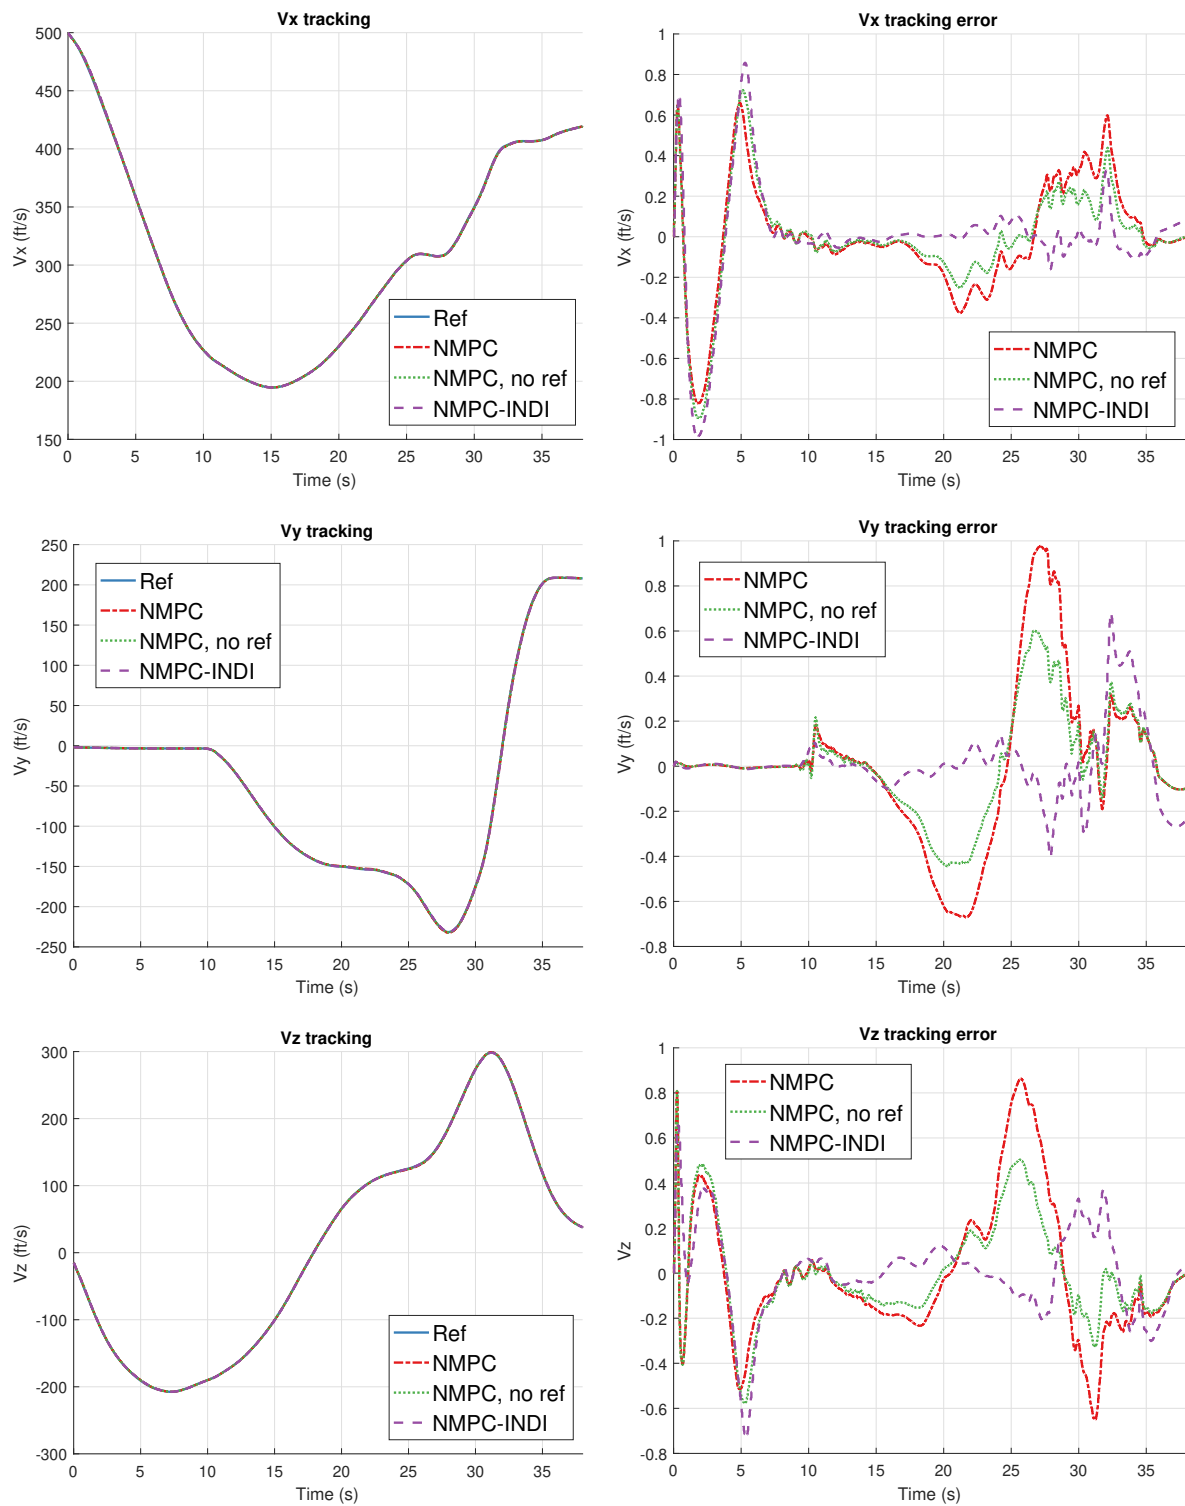 Vx tracking
500
450
400
350
300
250
200
150
Vx (ft/s)
0 5 10 15 20 25 30 35
Time (s)
Ref
NMPC
NMPC, no ref
NMPC-INDI
Vx tracking error
1
0.8
0.6
0.4
0.2
0
-0.2
-0.4
-0.6
-0.8
-1
Vx (ft/s)
0 5 10 15 20 25 30 35
Time (s)
NMPC
NMPC, no ref
NMPC-INDI
Vy tracking
250
200
150
100
50
0
-50
-100
-150
-200
-250
Vy (ft/s)
0 5 10 15 20 25 30 35
Time (s)
Ref
NMPC
NMPC, no ref
NMPC-INDI
Vy tracking error
1
0.8
0.6
0.4
0.2
0
-0.2
-0.4
-0.6
-0.8
Vy (ft/s)
0 5 10 15 20 25 30 35
Time (s)
NMPC
NMPC, no ref
NMPC-INDI
Vz tracking
300
200
100
0
-100
-200
-300
Vz (ft/s)
0 5 10 15 20 25 30 35
Time (s)
Ref
NMPC
NMPC, no ref
NMPC-INDI
Vz tracking error
1
0.8
0.6
0.4
0.2
0
-0.2
-0.4
-0.6
-0.8
Vz
0 5 10 15 20 25 30 35
Time (s)
NMPC
NMPC, no ref
NMPC-INDI